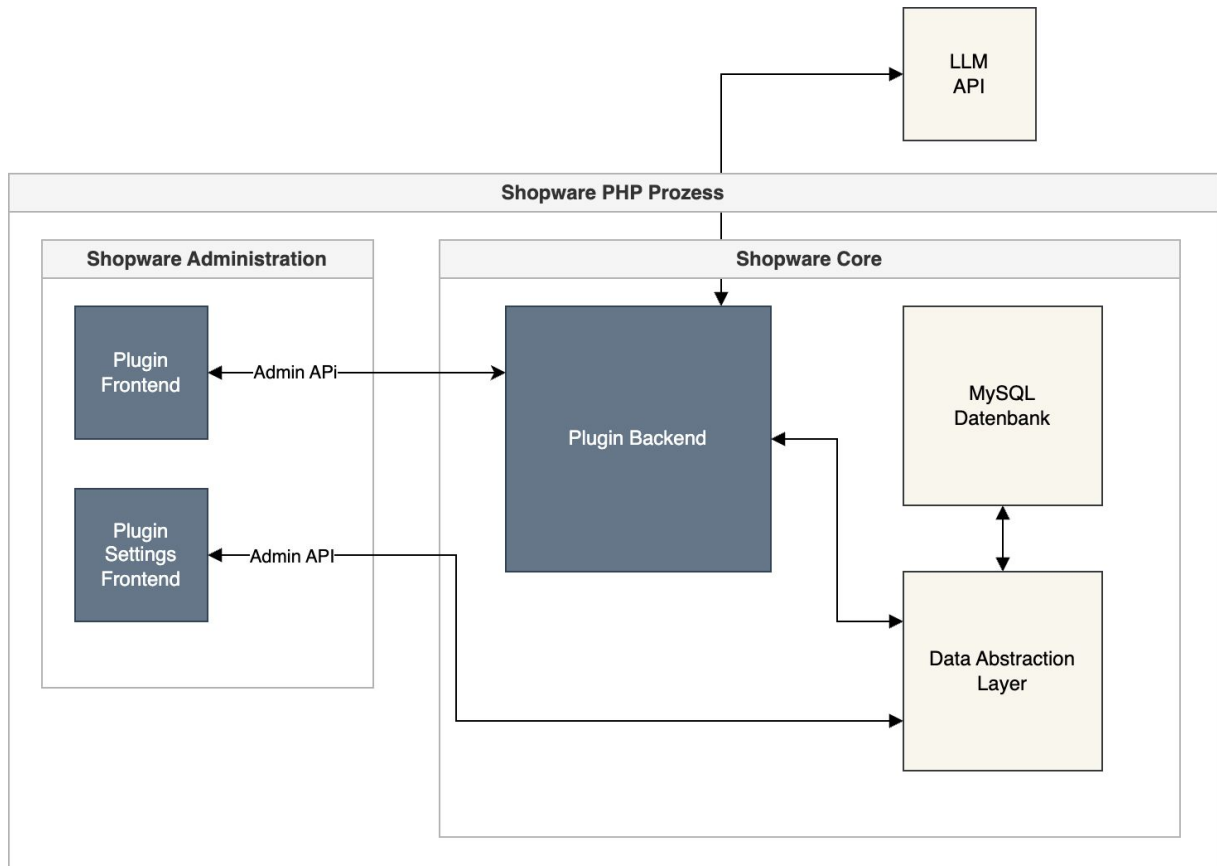 LLM
API
Shopware PHP Prozess
Shopware Administration
Shopware Core
Plugin
Frontend
Admin APi
Plugin Backend
MySQL
Datenbank
Plugin
Settings
Frontend
Admin API
Data Abstraction
Layer